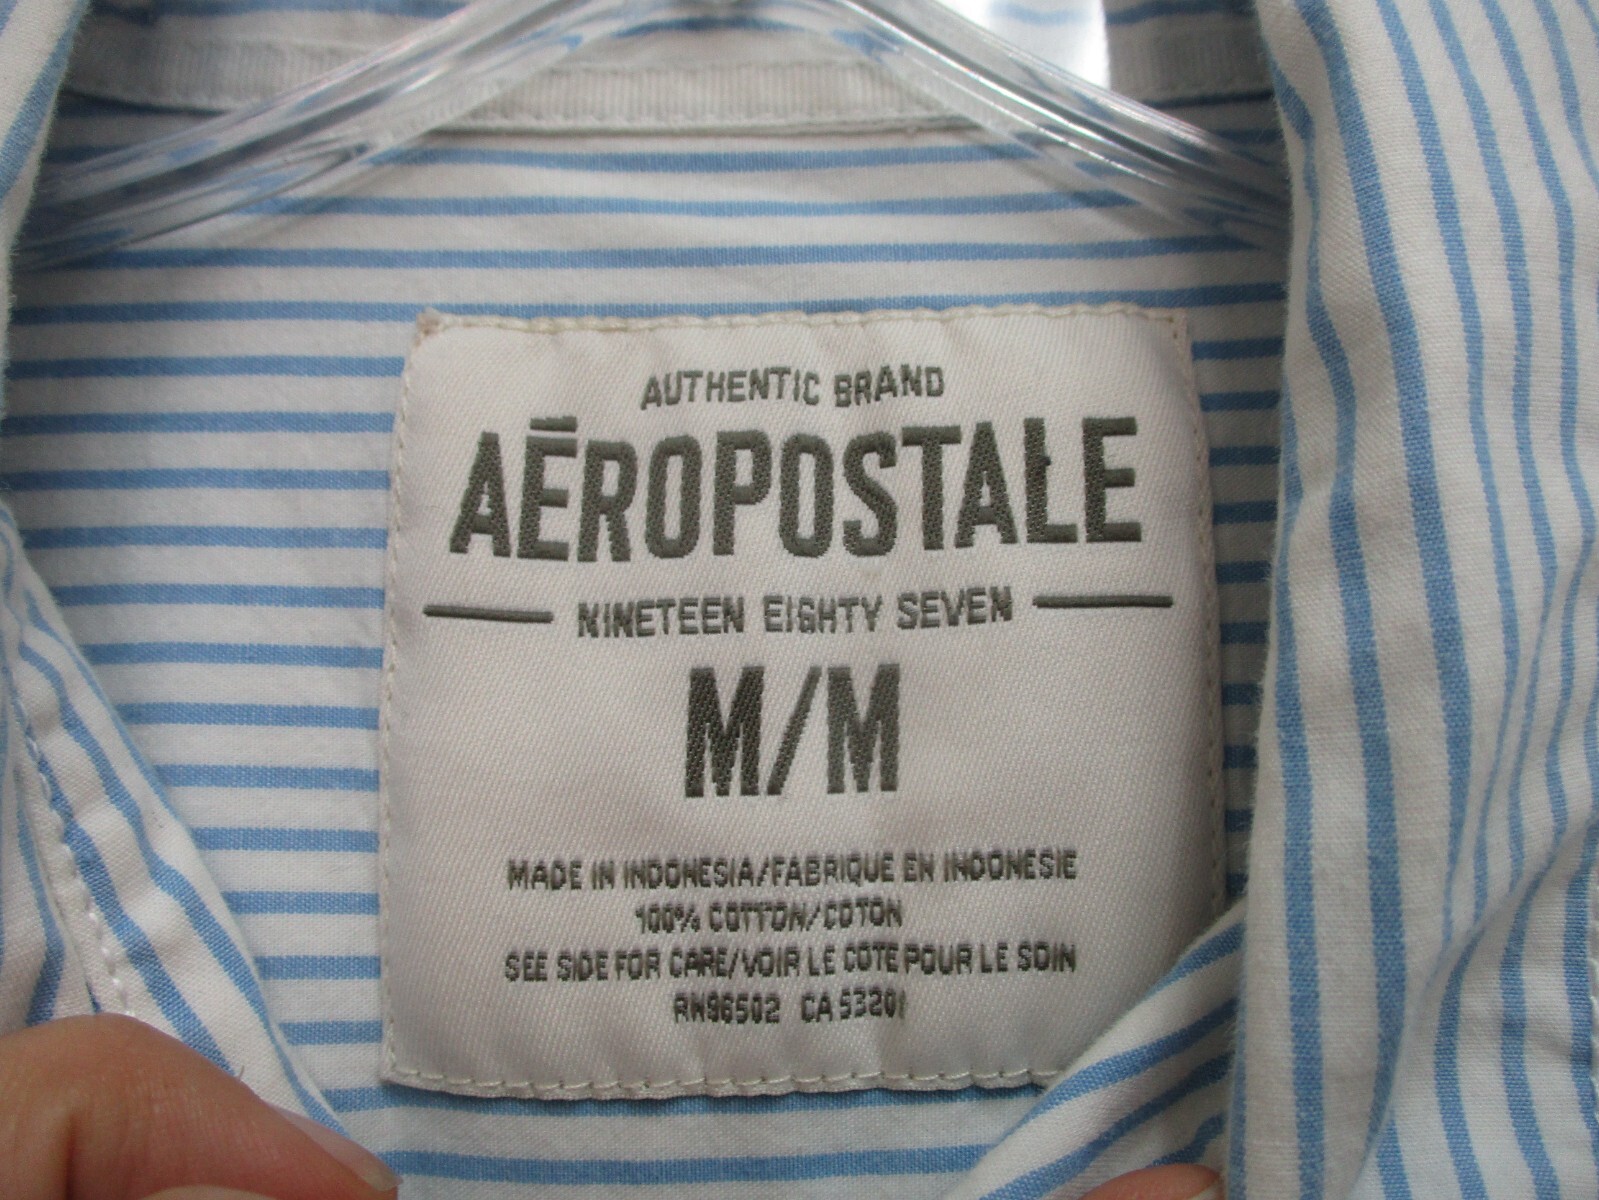 AUTHENTIC BRAND
AĒROPOSTALE
NINETEEN EIGHTY SEVEN
M/M
MADE IN INDONESIA/FABRIQUE EN INDONESIE
100% COTTON/COTON
SEE SIDE FOR CARE/VOIR LE COTE POUR LE SOIN
RN96502 CA 53201